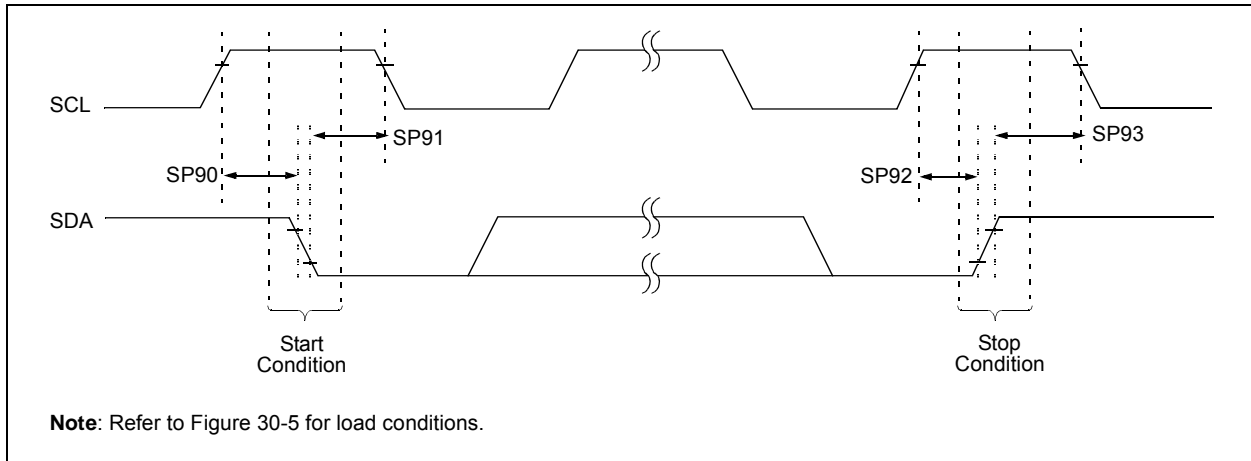 SCL
SP91
SP93
SP90
SP92
SDA
Start
Condition
Stop
Condition
Note: Refer to Figure 30-5 for load conditions.